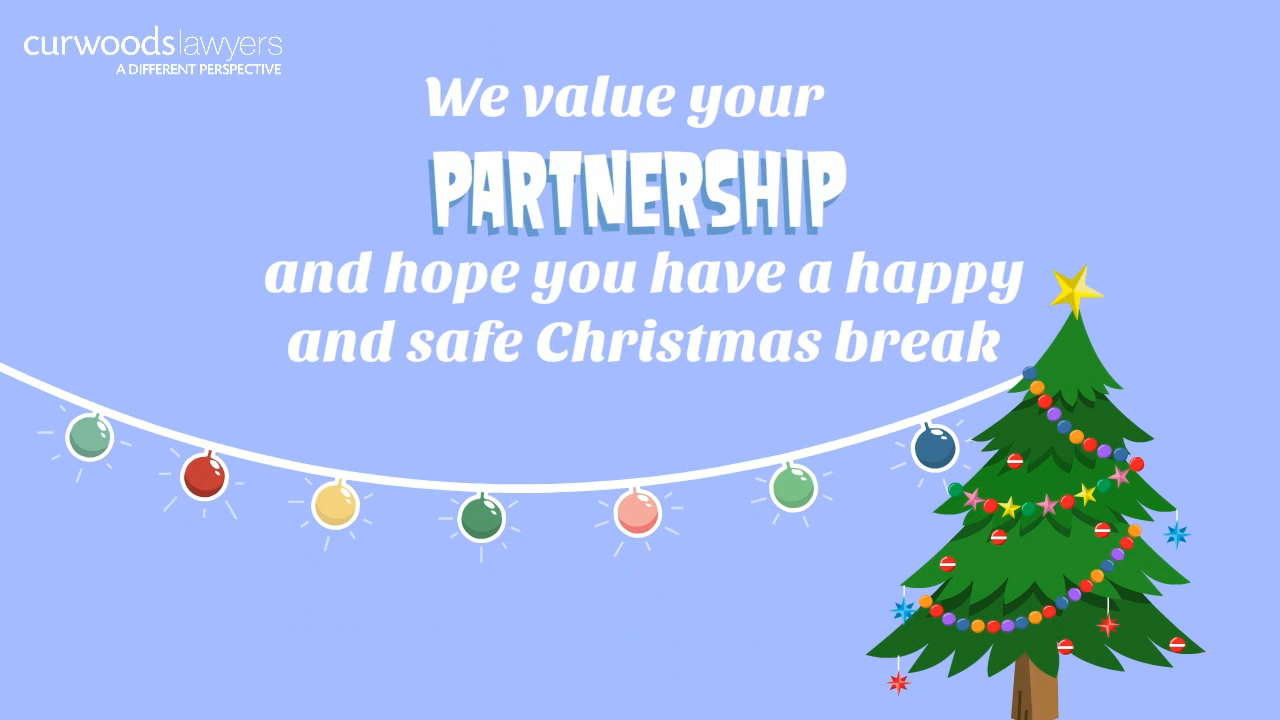 curwoodslawyers
A DIFFERENT PERSPECTIVE
We value your
PARTNERSHIP
and hope you have a happy
and safe Christmas break